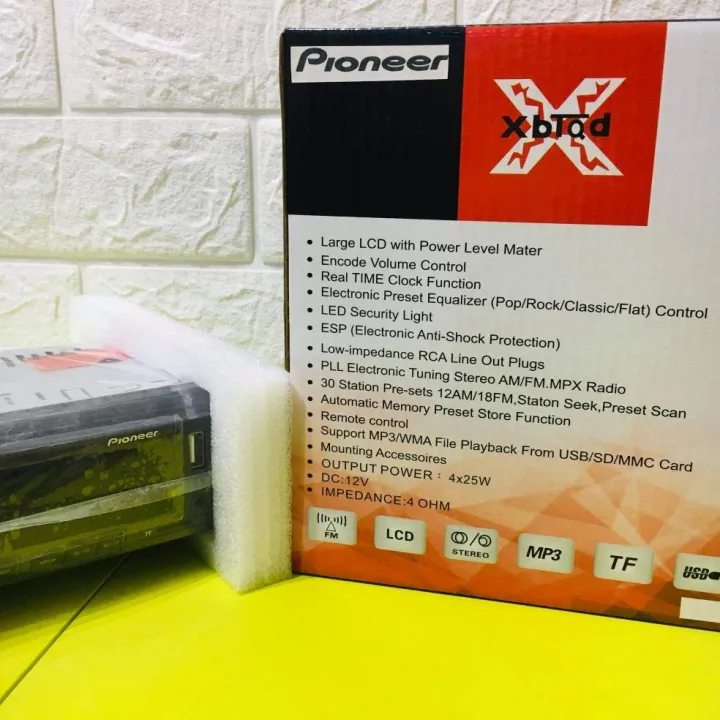 Pioneer
XbTod
• Large LCD with Power Level Mater
• Encode Volume Control
• Real TIME Clock Function
• Electronic Preset Equalizer (Pop/Rock/Classic/Flat) Control
• LED Security Light
• ESP (Electronic Anti-Shock Protection)
• Low-impedance RCA Line Out Plugs
• PLL Electronic Tuning Stereo AM/FM.MPX Radio
• 30 Station Pre-sets 12AM/18FM,Staton Seek,Preset Scan
• Automatic Memory Preset Store Function
• Remote control
• Support MP3/WMA File Playback From USB/SD/MMC Card
• Mounting Accessoires
• OUTPUT POWER : 4x25W
• DC:12V
• IMPEDANCE:4 OHM
FM
LCD
STEREO
MP3
TF
USB
Pioneer
TF